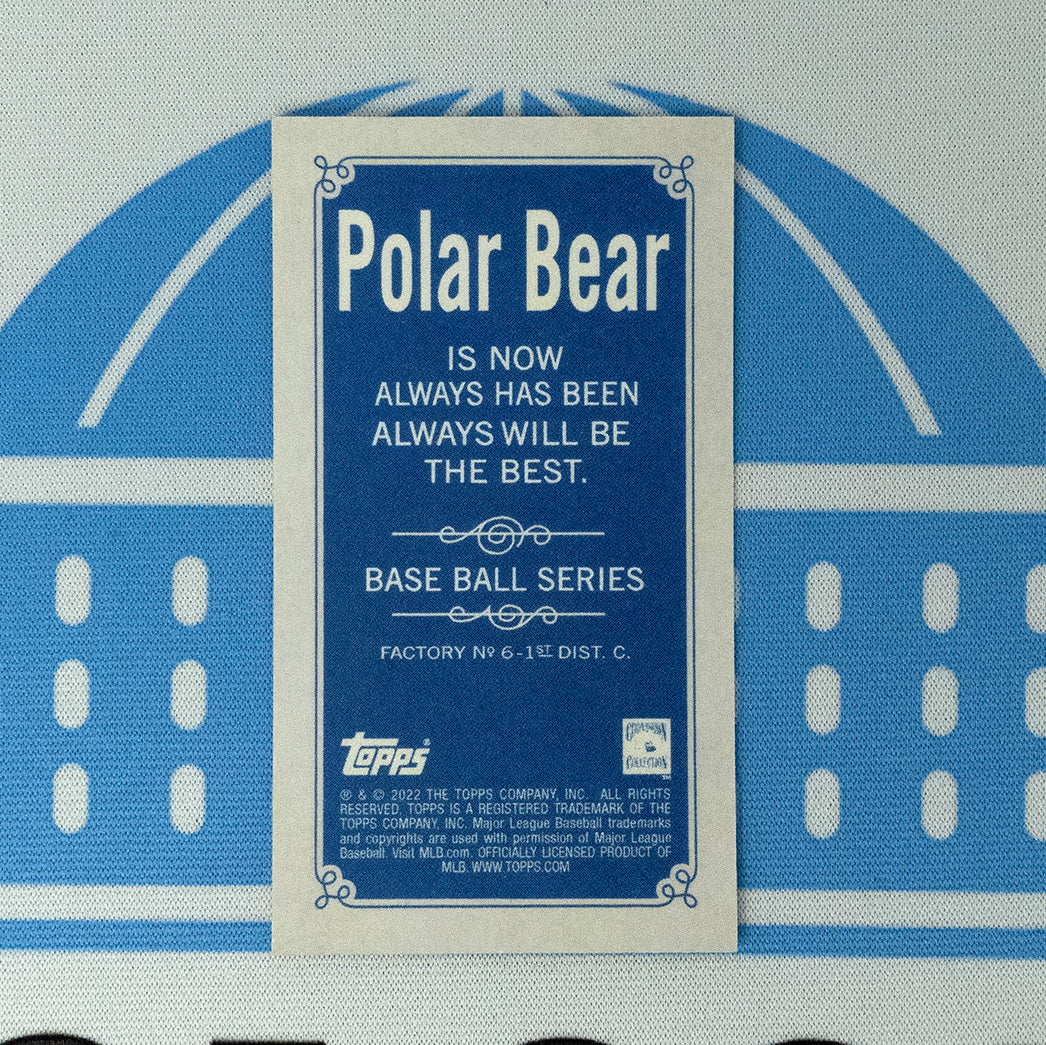 Polar Bear
IS NOW
ALWAYS HAS BEEN
ALWAYS WILL BE
THE BEST.
BASE BALL SERIES
FACTORY Nº 6-1ST DIST. C.
topps®
COOPERSTOWN
COLLECTION
TM
® & © 2022 THE TOPPS COMPANY, INC. ALL RIGHTS
RESERVED. TOPPS IS A REGISTERED TRADEMARK OF THE
TOPPS COMPANY, INC. Major League Baseball trademarks
and copyrights are used with permission of Major League
Baseball. Visit MLB.com. OFFICIALLY LICENSED PRODUCT OF
MLB. WWW.TOPPS.COM